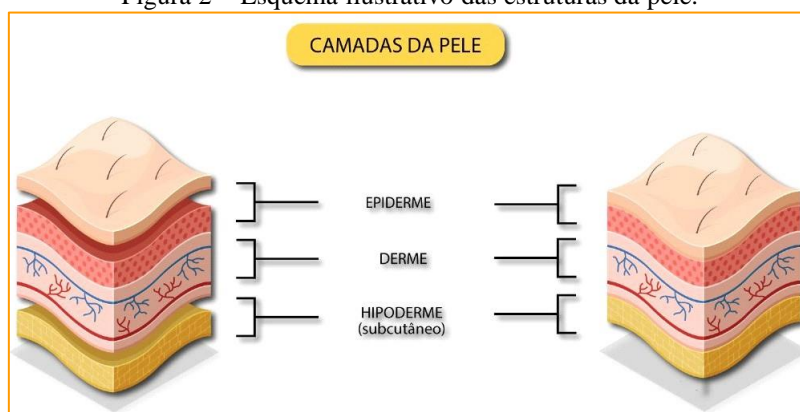 Figura 2 – Esquema ilustrativo das estruturas da pele.
CAMADAS DA PELE
EPIDERME
DERME
HIPODERME
(subcutâneo)